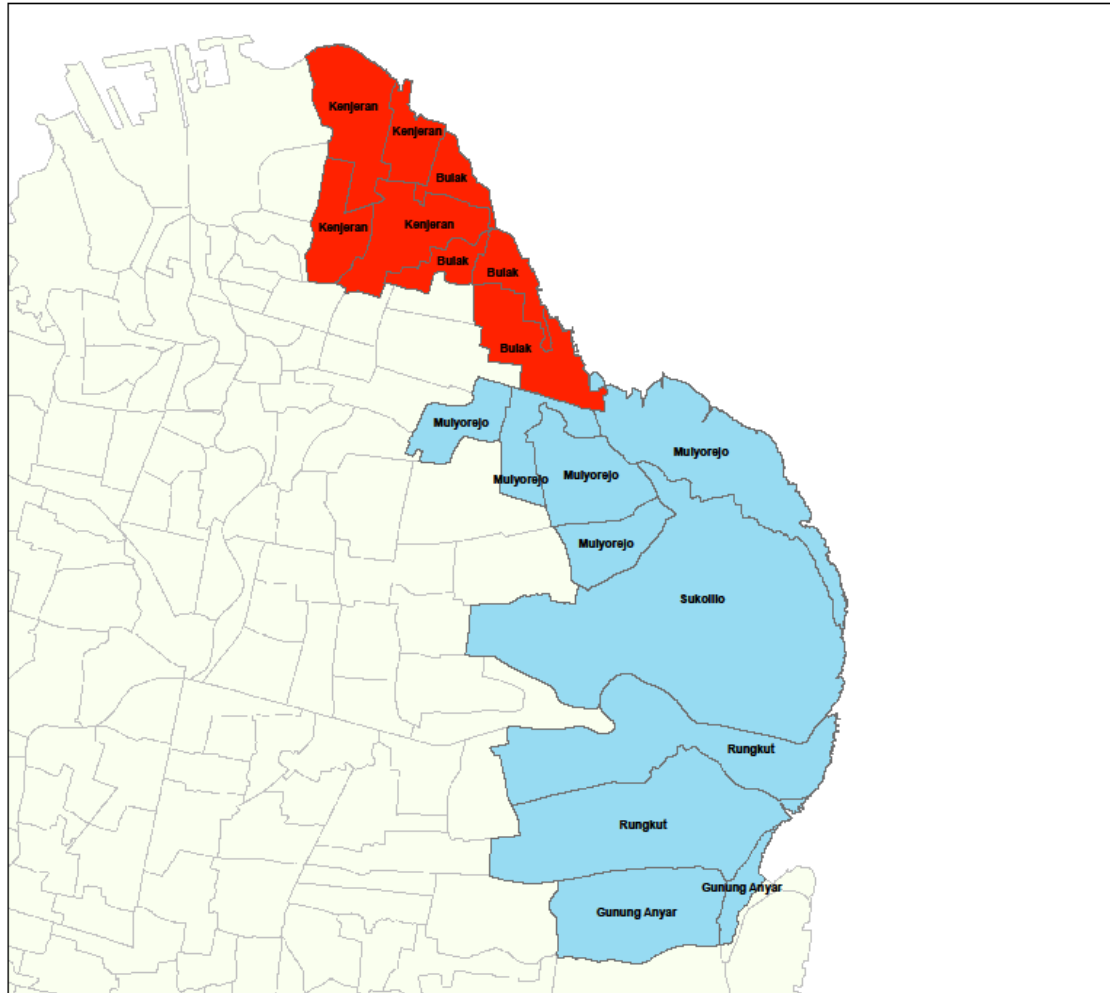 Kenjeran
Kenjeran
Bulak
Kenjeran
Kenjeran
Bulak
Bulak
Bulak
Mulyorejo
Mulyorejo
Mulyorejo
Mulyorejo
Mulyorejo
Sukolilo
Rungkut
Rungkut
Gunung Anyar
Gunung Anyar